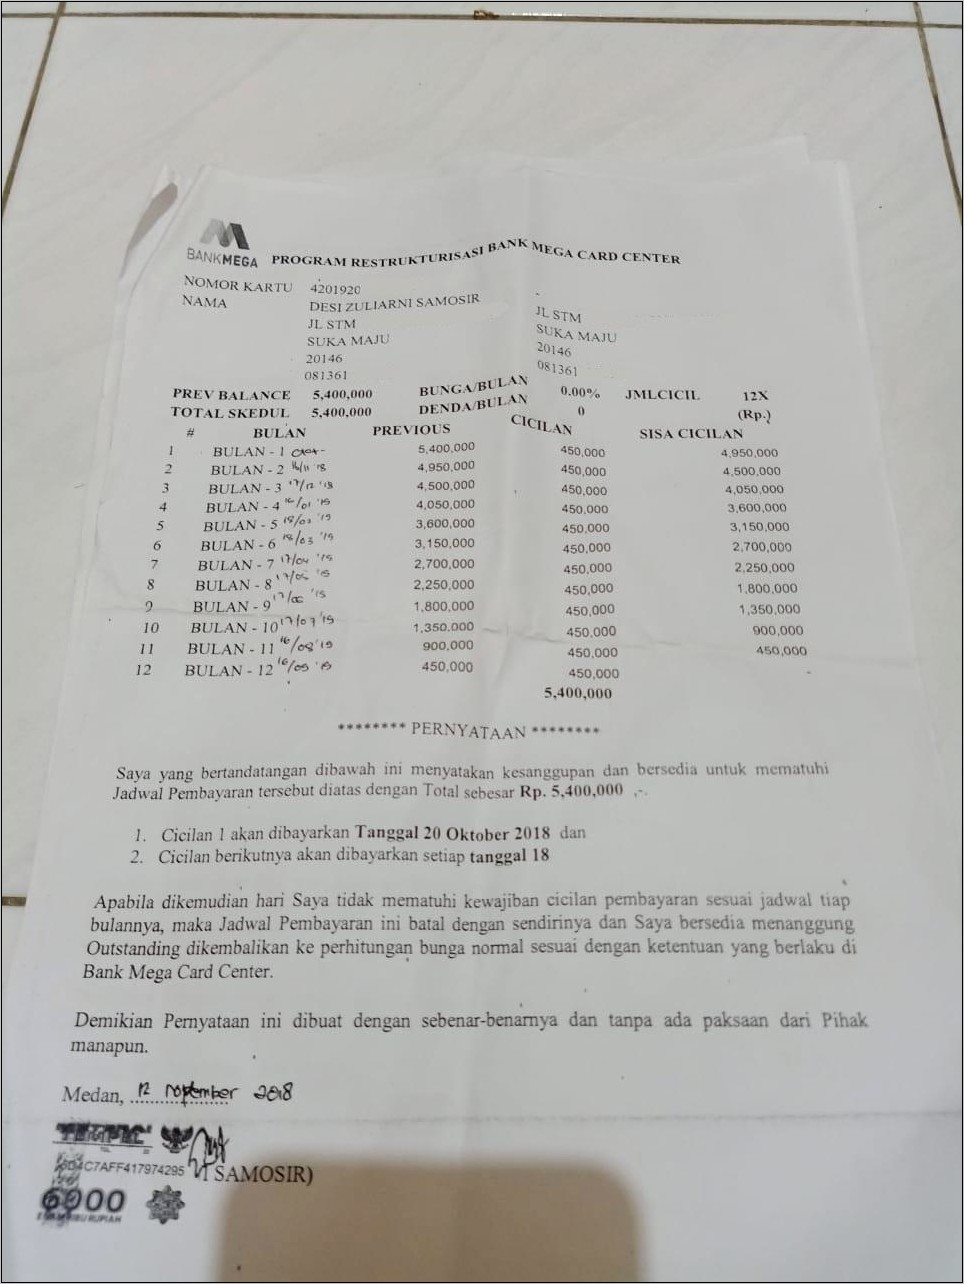 BANKMEGA PROGRAM RESTRUKTURISASI BANK MEGA CARD CENTER
NOMOR KARTU 4201920
NAMA DESI ZULIARNI SAMOSIR
JL STM JL STM
SUKA MAJU SUKA MAJU
20146 20146
081361 081361
PREV BALANCE 5,400,000 BUNGA/BULAN 0.00% JMLCICIL 12X
TOTAL SKEDUL 5,400,000 DENDA/BULAN 0 (Rp.)
# BULAN PREVIOUS CICILAN SISA CICILAN
1 BULAN - 1 5,400,000 450,000 4,950,000
2 BULAN - 2 16/11 '18 4,950,000 450,000 4,500,000
3 BULAN - 3 17/12 '18 4,500,000 450,000 4,050,000
4 BULAN - 4 16/01 '19 4,050,000 450,000 3,600,000
5 BULAN - 5 18/02 '19 3,600,000 450,000 3,150,000
6 BULAN - 6 18/03 '19 3,150,000 450,000 2,700,000
7 BULAN - 7 17/04 '19 2,700,000 450,000 2,250,000
8 BULAN - 8 17/05 '19 2,250,000 450,000 1,800,000
9 BULAN - 9 17/06 '19 1,800,000 450,000 1,350,000
10 BULAN - 10 17/07 '19 1,350,000 450,000 900,000
11 BULAN - 11 16/08 '19 900,000 450,000 450,000
12 BULAN - 12 16/09 '19 450,000 450,000 -
5,400,000
******** PERNYATAAN ********
Saya yang bertandatangan dibawah ini menyatakan kesanggupan dan bersedia untuk mematuhi
Jadwal Pembayaran tersebut diatas dengan Total sebesar Rp. 5,400,000 ,-.
1. Cicilan 1 akan dibayarkan Tanggal 20 Oktober 2018 dan
2. Cicilan berikutnya akan dibayarkan setiap tanggal 18
Apabila dikemudian hari Saya tidak mematuhi kewajiban cicilan pembayaran sesuai jadwal tiap
bulannya, maka Jadwal Pembayaran ini batal dengan sendirinya dan Saya bersedia menanggung
Outstanding dikembalikan ke perhitungan bunga normal sesuai dengan ketentuan yang berlaku di
Bank Mega Card Center.
Demikian Pernyataan ini dibuat dengan sebenar-benarnya dan tanpa ada paksaan dari Pihak
manapun.
Medan, 12 November 2018
C7AFF417974295 SAMOSIR)
6000
RIBU RUPIAH